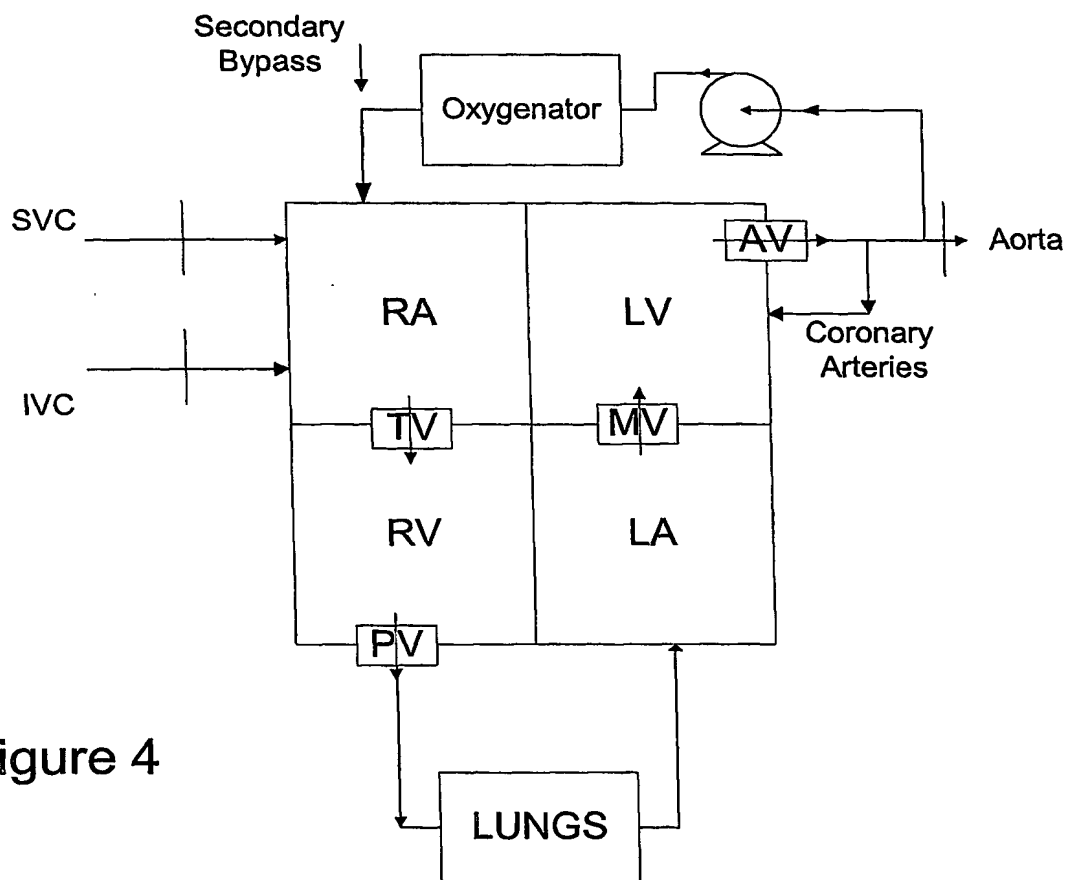 Secondary
Bypass
Oxygenator
SVC
AV
Aorta
RA
LV
Coronary
Arteries
IVC
TV
MV
RV
LA
PV
igure 4
LUNGS